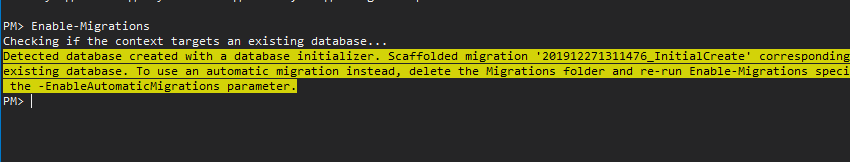 PM> Enable-Migrations
Checking if the context targets an existing database...
Detected database created with a database initializer. Scaffolded migration '201912271311476_InitialCreate' corresponding
existing database. To use an automatic migration instead, delete the Migrations folder and re-run Enable-Migrations speci
the -EnableAutomaticMigrations parameter.
PM>